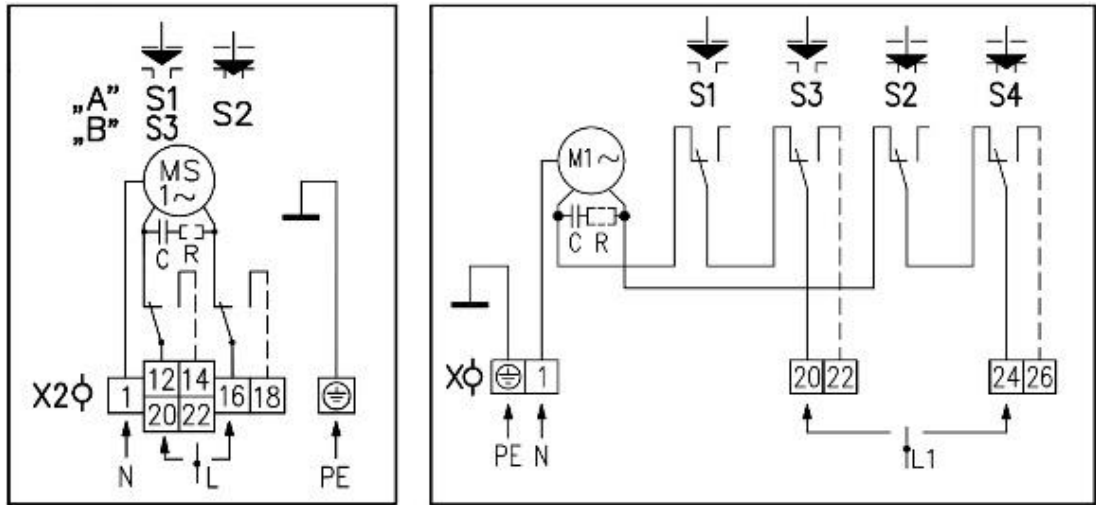 „A” S1 S2
„B” S3
MS
1~
C R
X2 1 12 14 16 18
20 22
N L PE
S1 S3 S2 S4
M1~
C R
X 1 20 22 24 26
PE N L1